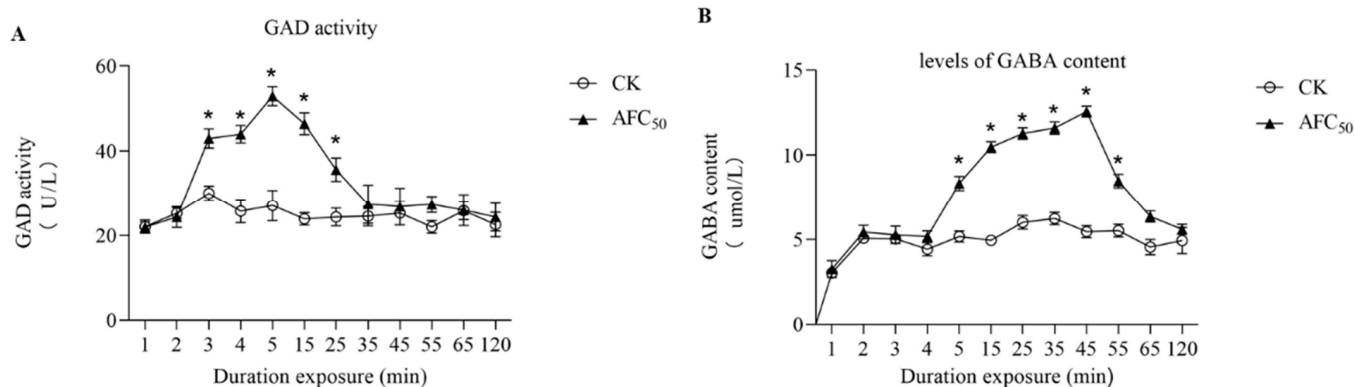 A
GAD activity
GAD activity
( U/L)
60
40
20
0
*
*
*
*
*
1 2 3 4 5 15 25 35 45 55 65 120
Duration exposure (min)
CK
AFC50
B
levels of GABA content
GABA content
( umol/L)
15
10
5
0
*
*
*
*
*
*
1 2 3 4 5 15 25 35 45 55 65 120
Duration exposure (min)
CK
AFC50